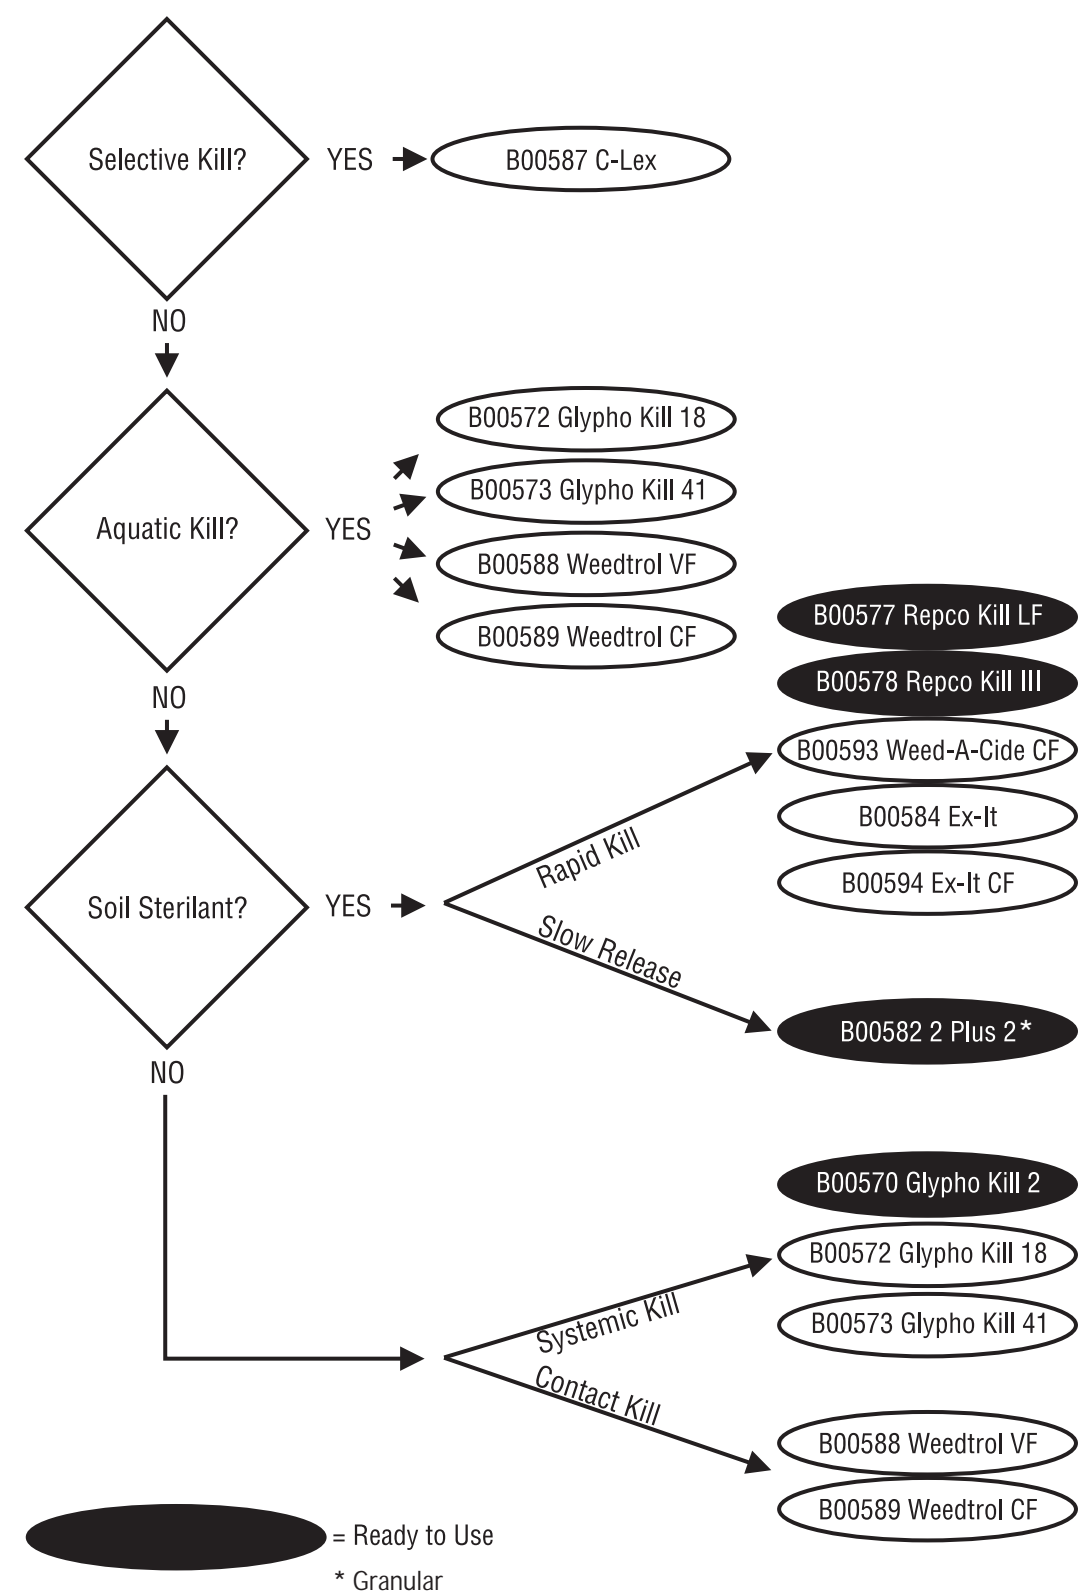 Selective Kill?
YES
B00587 C-Lex
NO
Aquatic Kill?
YES
B00572 Glypho Kill 18
B00573 Glypho Kill 41
B00588 Weedtrol VF
B00589 Weedtrol CF
NO
Soil Sterilant?
YES
Rapid Kill
B00577 Repco Kill LF
B00578 Repco Kill III
B00593 Weed-A-Cide CF
B00584 Ex-It
B00594 Ex-It CF
Slow Release
B00582 2 Plus 2*
NO
Systemic Kill
B00570 Glypho Kill 2
B00572 Glypho Kill 18
B00573 Glypho Kill 41
Contact Kill
B00588 Weedtrol VF
B00589 Weedtrol CF
= Ready to Use
* Granular